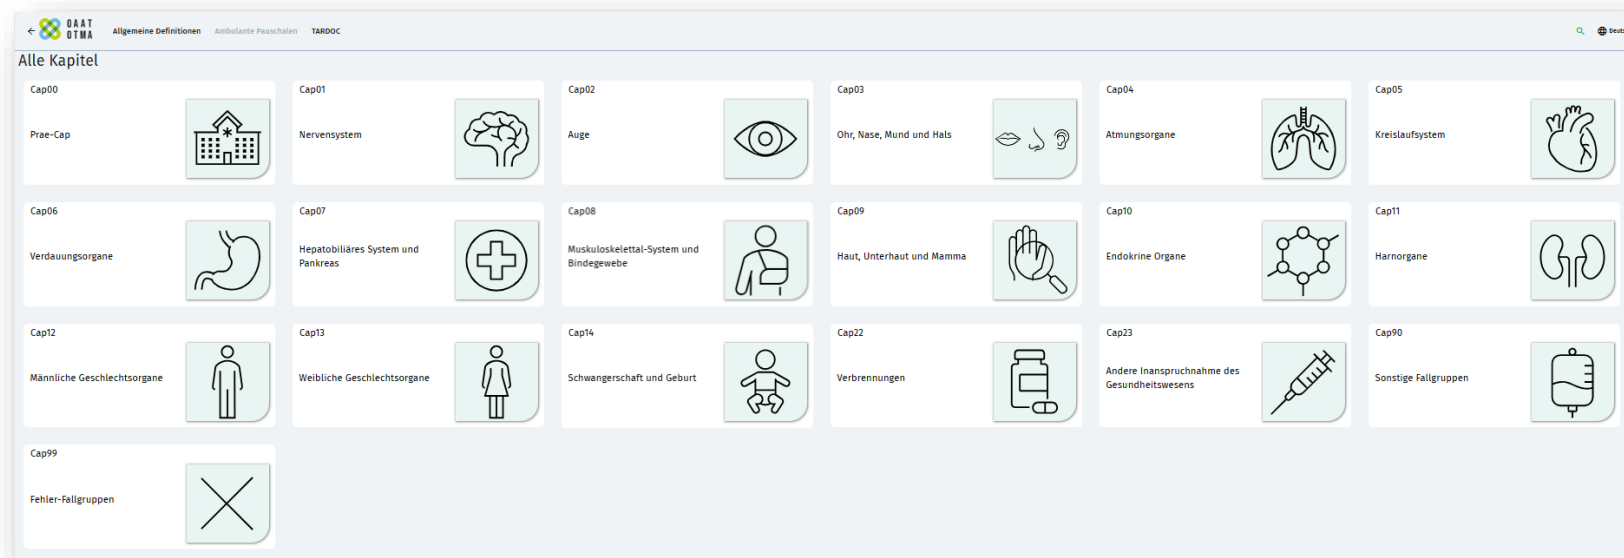 OAAT
OTMA
Allgemeine Definitionen Ambulante Pauschalen TARDOC
Alle Kapitel
Cap00
Prae-Cap
Cap01
Nervensystem
Cap02
Auge
Cap03
Ohr, Nase, Mund und Hals
Cap04
Atmungsorgane
Cap05
Kreislaufsystem
Cap06
Verdauungsorgane
Cap07
Hepatobiliäres System und
Pankreas
Cap08
Muskuloskelettal-System und
Bindegewebe
Cap09
Haut, Unterhaut und Mamma
Cap10
Endokrine Organe
Cap11
Harnorgane
Cap12
Männliche Geschlechtsorgane
Cap13
Weibliche Geschlechtsorgane
Cap14
Schwangerschaft und Geburt
Cap22
Verbrennungen
Cap23
Andere Inanspruchnahme des
Gesundheitswesens
Cap90
Sonstige Fallgruppen
Cap99
Fehler-Fallgruppen